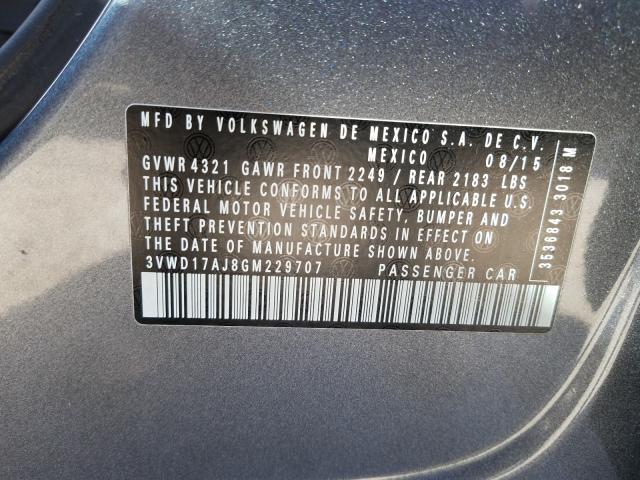 MFD BY VOLKSWAGEN DE MEXICO S.A. DE C.V.
MEXICO 08/15
GVWR 4321 GAWR FRONT 2249 / REAR 2183 LBS
THIS VEHICLE CONFORMS TO ALL APPLICABLE U.S.
FEDERAL MOTOR VEHICLE SAFETY, BUMPER AND
THEFT PREVENTION STANDARDS IN EFFECT ON
THE DATE OF MANUFACTURE SHOWN ABOVE.
3VWD17AJ8GM229707 PASSENGER CAR
3536843 3018 M